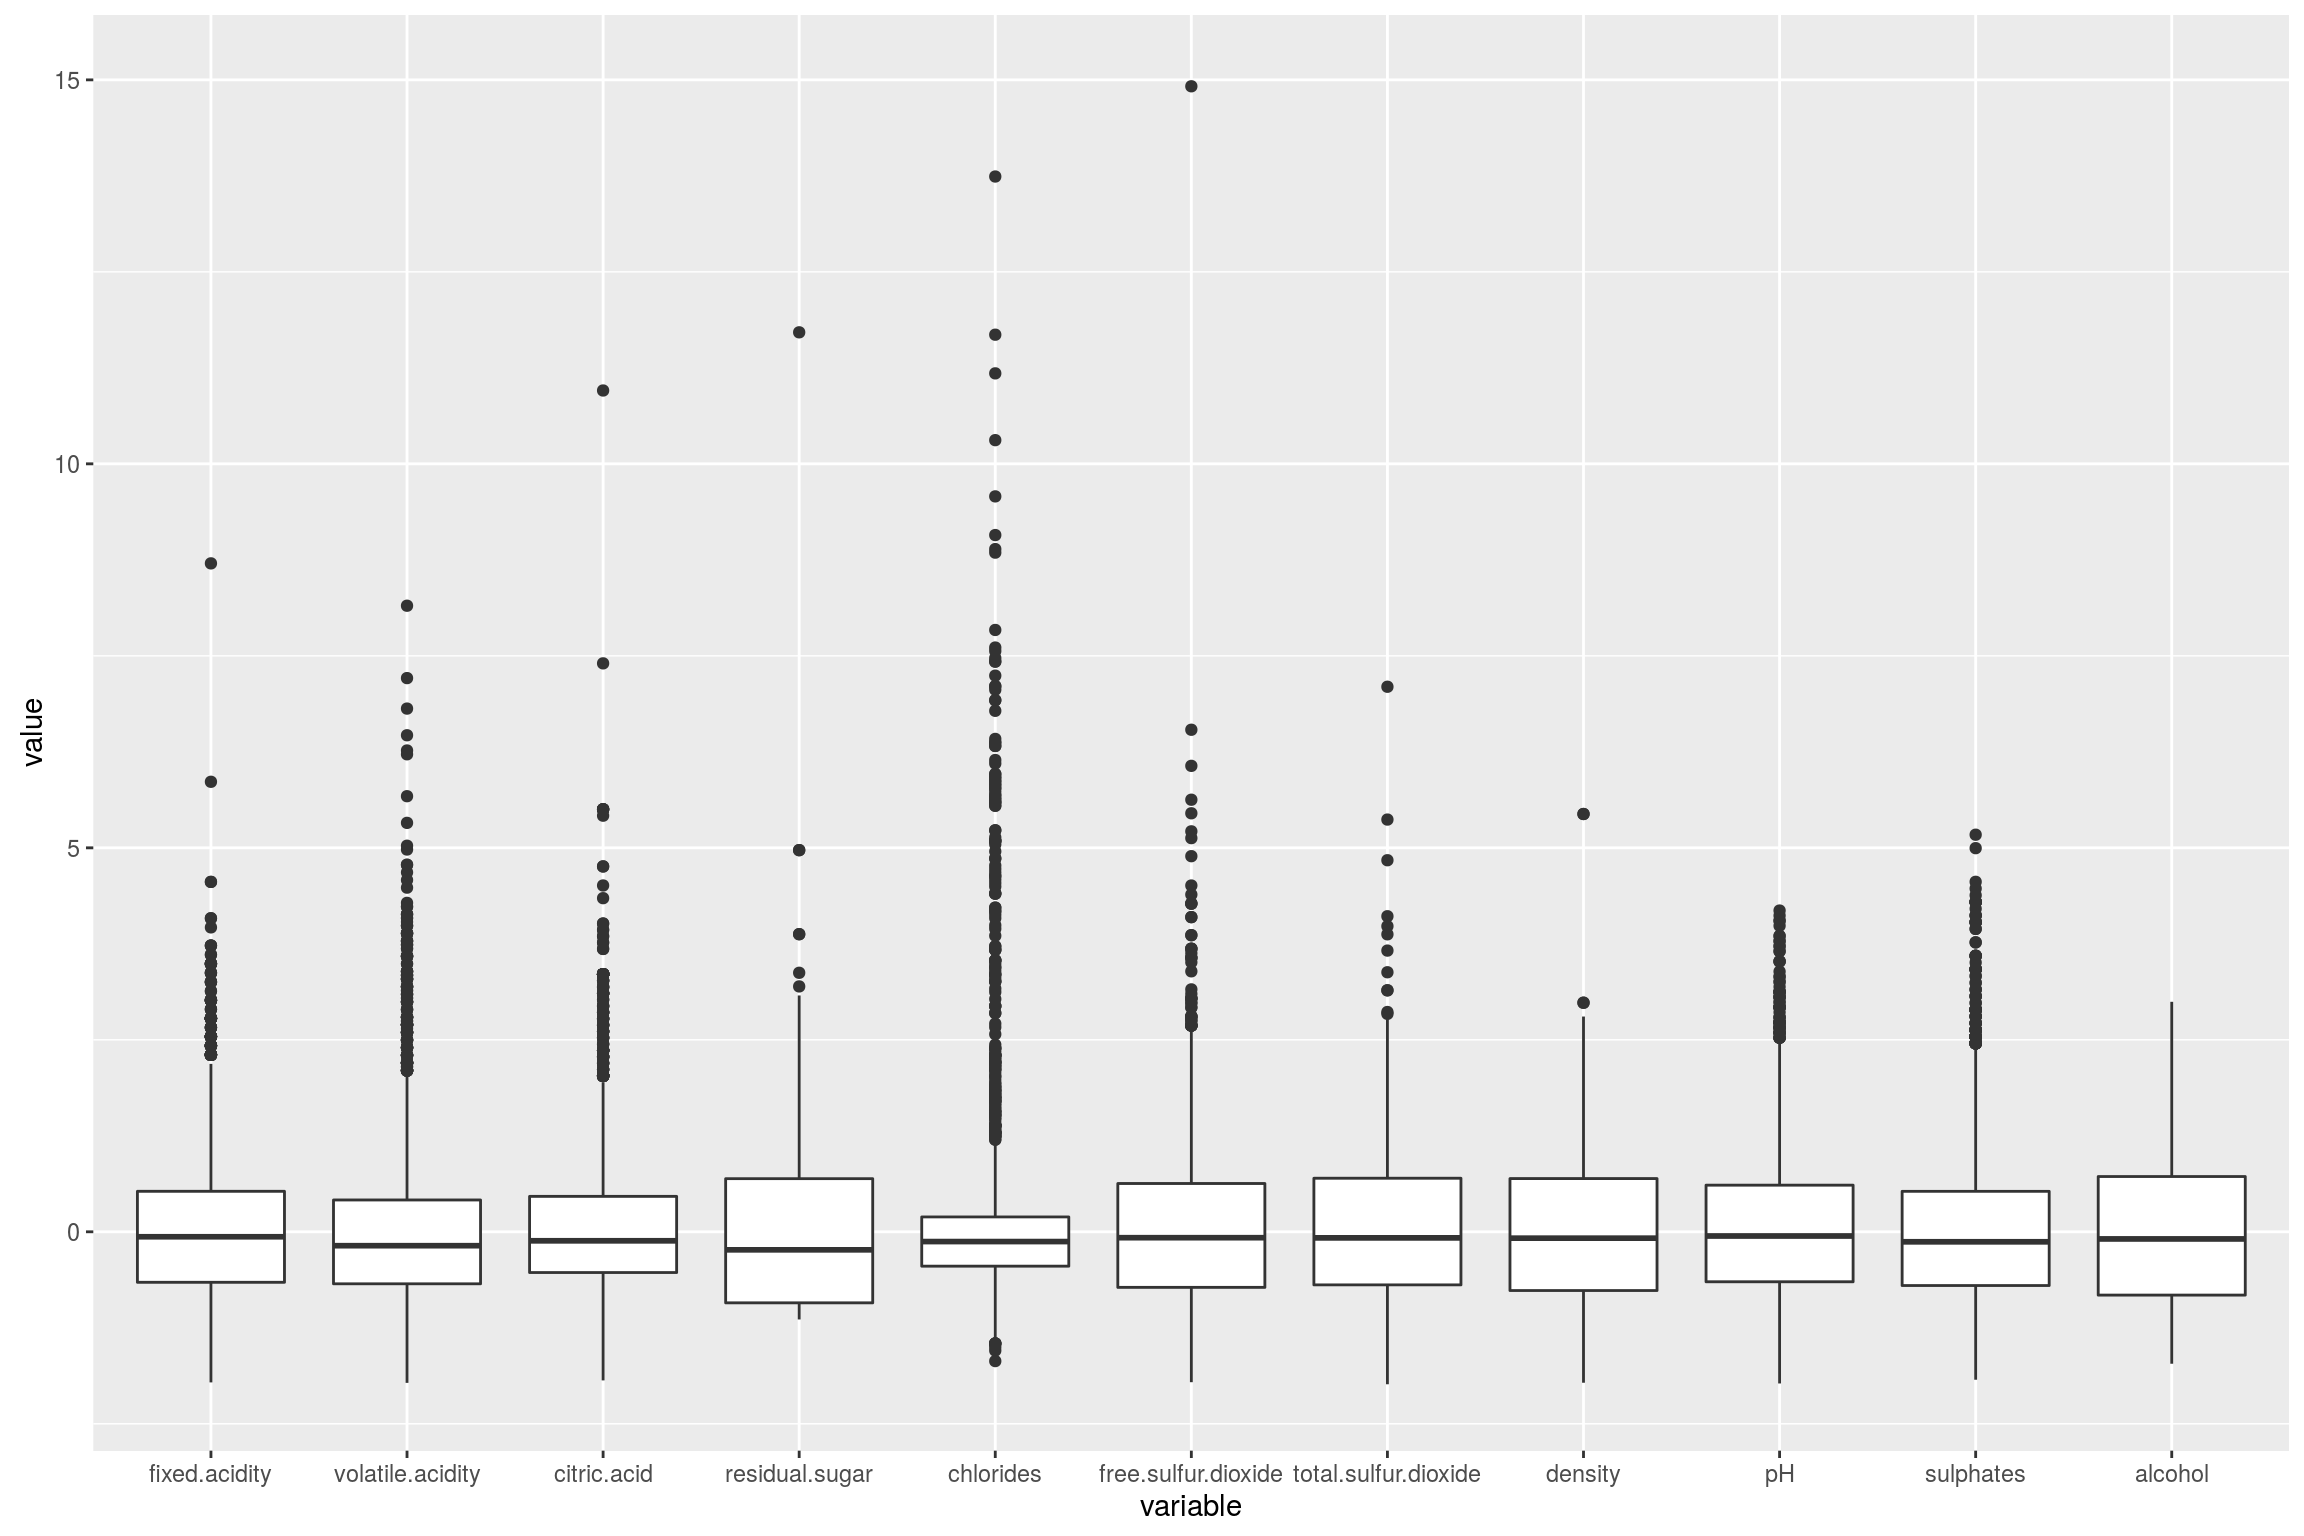 15
10
5
0
value
fixed.acidity volatile.acidity citric.acid residual.sugar chlorides free.sulfur.dioxide total.sulfur.dioxide density pH sulphates alcohol
variable